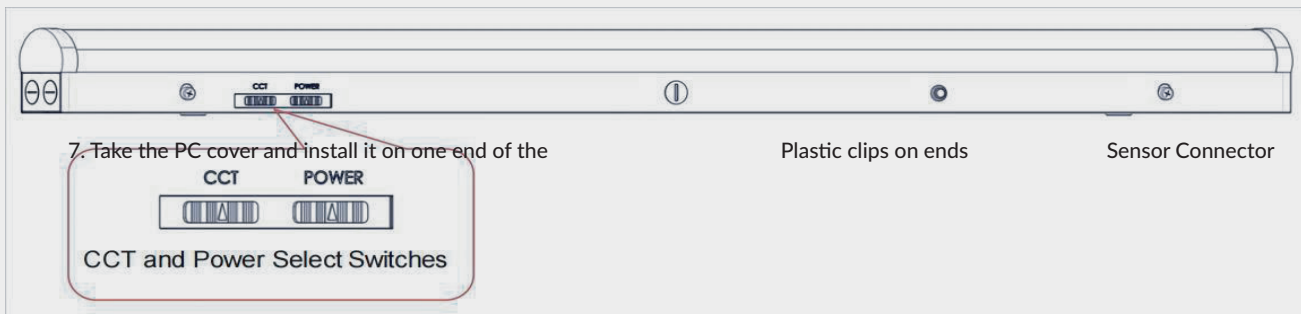 CCT POWER
7. Take the PC cover and install it on one end of the
Plastic clips on ends
Sensor Connector
CCT POWER
CCT and Power Select Switches